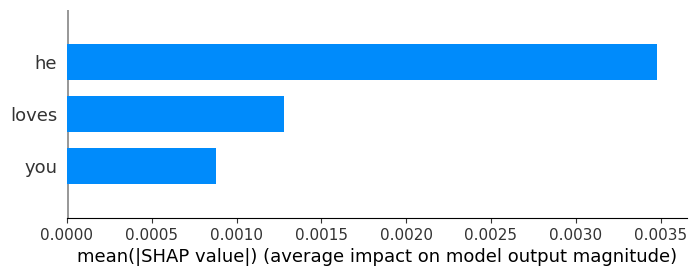 he
loves
you
0.0000 0.0005 0.0010 0.0015 0.0020 0.0025 0.0030 0.0035
mean(|SHAP value|) (average impact on model output magnitude)